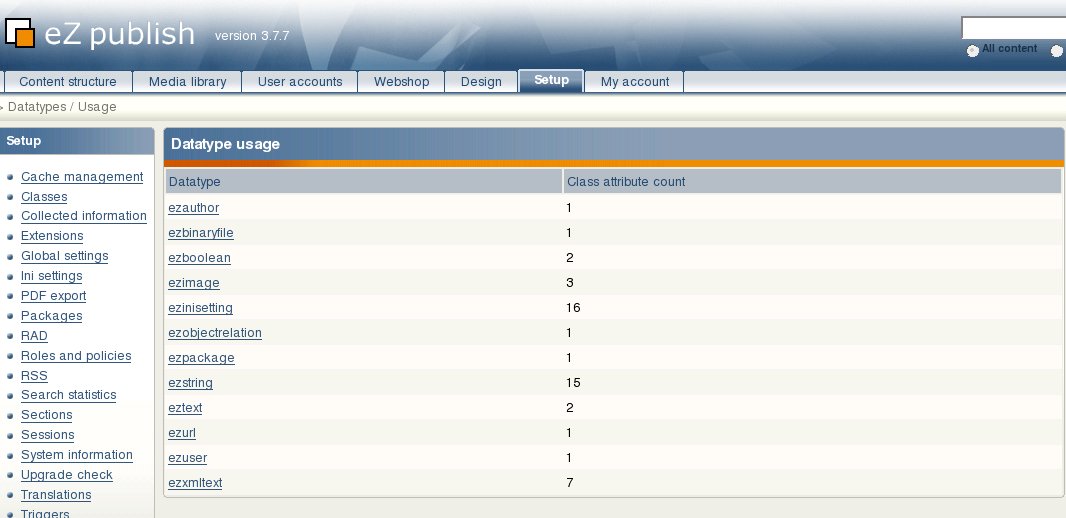 eZ publish version 3.7.7
All content
Content structure Media library User accounts Webshop Design Setup My account
> Datatypes / Usage
Setup
Cache management
Classes
Collected information
Extensions
Global settings
Ini settings
PDF export
Packages
RAD
Roles and policies
RSS
Search statistics
Sections
Sessions
System information
Upgrade check
Translations
Triggers
Datatype usage
Datatype Class attribute count
ezauthor 1
ezbinaryfile 1
ezboolean 2
ezimage 3
ezinisetting 16
ezobjectrelation 1
ezpackage 1
ezstring 15
eztext 2
ezurl 1
ezuser 1
ezxmltext 7